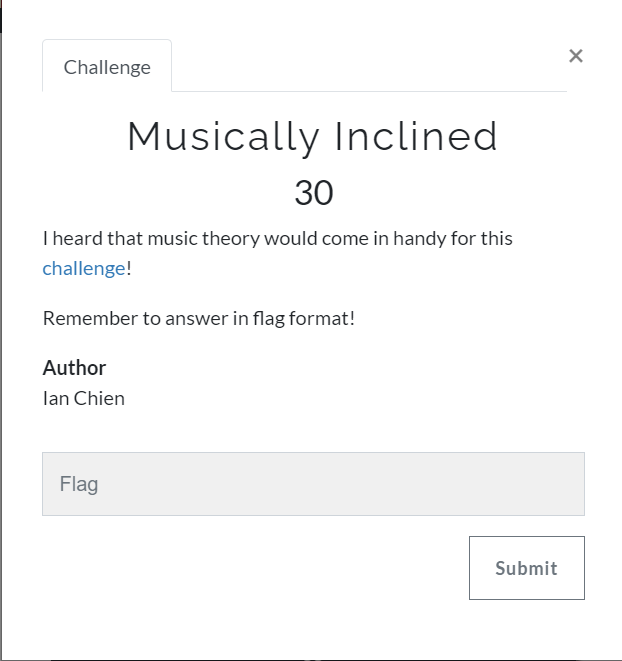 Challenge
×
Musically Inclined
30
I heard that music theory would come in handy for this
challenge!
Remember to answer in flag format!
Author
Ian Chien
Flag
Submit